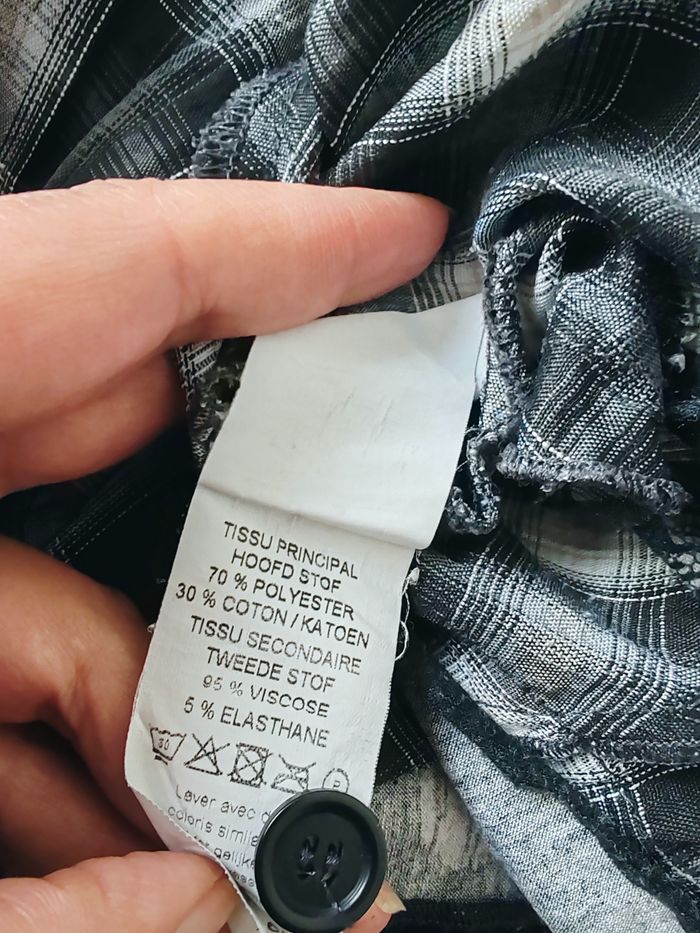 TISSU PRINCIPAL
HOOFD STOF
70 % POLYESTER
30 % COTON / KATOEN
TISSU SECONDAIRE
TWEEDE STOF
95 % VISCOSE
5 % ELASTHANE
30 P
Laver avec
coloris